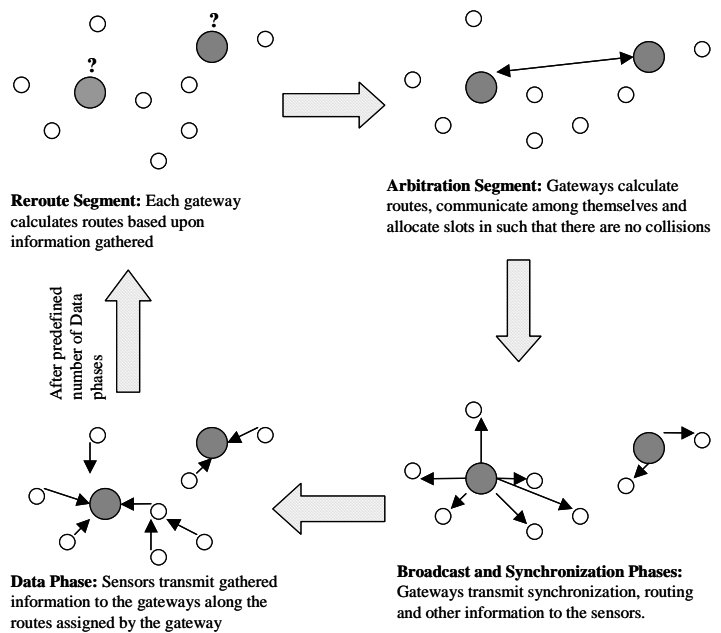 ?
?
Reroute Segment: Each gateway
calculates routes based upon
information gathered
Arbitration Segment: Gateways calculate
routes, communicate among themselves and
allocate slots in such that there are no collisions
After predefined
number of Data
phases
Data Phase: Sensors transmit gathered
information to the gateways along the
routes assigned by the gateway
Broadcast and Synchronization Phases:
Gateways transmit synchronization, routing
and other information to the sensors.